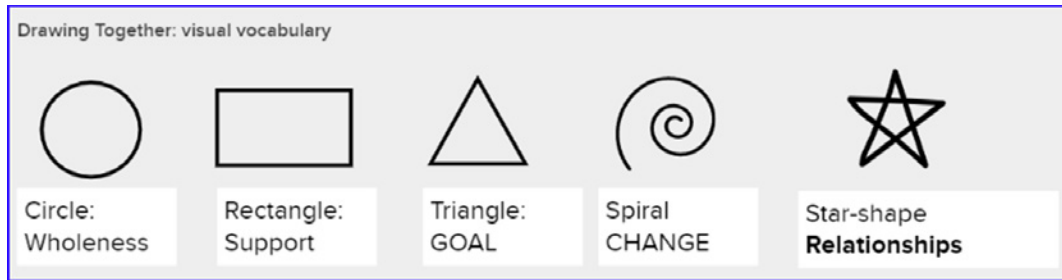 Drawing Together: visual vocabulary
Circle:
Wholeness
Rectangle:
Support
Triangle:
GOAL
Spiral
CHANGE
Star-shape
Relationships